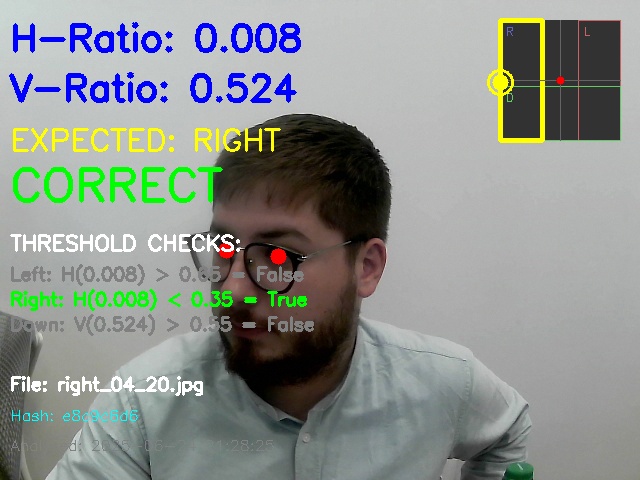 H-Ratio: 0.008
V-Ratio: 0.524
EXPECTED: RIGHT
CORRECT
THRESHOLD CHECKS:
Left: H(0.008) > 0.65 = False
Right: H(0.008) < 0.35 = True
Down: V(0.524) > 0.55 = False
File: right_04_20.jpg
Hash:
R
L
D